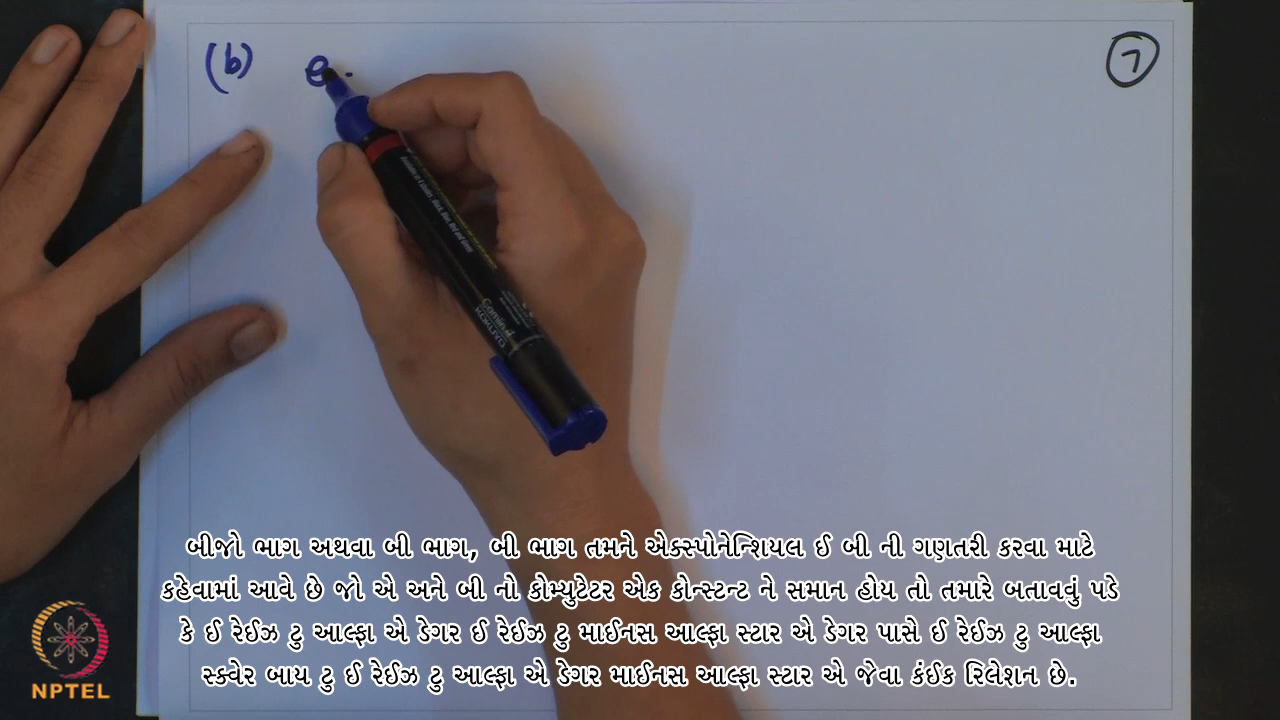 (b) e
7
બીજો ભાગ અથવા બી ભાગ, બી ભાગ તમને એક્સ્પોનેન્શિયલ ઈ બી ની ગણતરી કરવા માટે
કહેવામાં આવે છે જો એ અને બી નો કોમ્યુટેટર એક કોન્સ્ટન્ટ ને સમાન હોય તો તમારે બતાવવું પડે
કે ઈ રેઈઝ ટુ આલ્ફા એ ડેગર ઈ રેઈઝ ટુ માઈનસ આલ્ફા સ્ટાર એ ડેગર પાસે ઈ રેઈઝ ટુ આલ્ફા
સ્ક્વેર બાય ટુ ઈ રેઈઝ ટુ આલ્ફા એ ડેગર માઈનસ આલ્ફા સ્ટાર એ જેવા કંઈક રિલેશન છે.
NPTEL